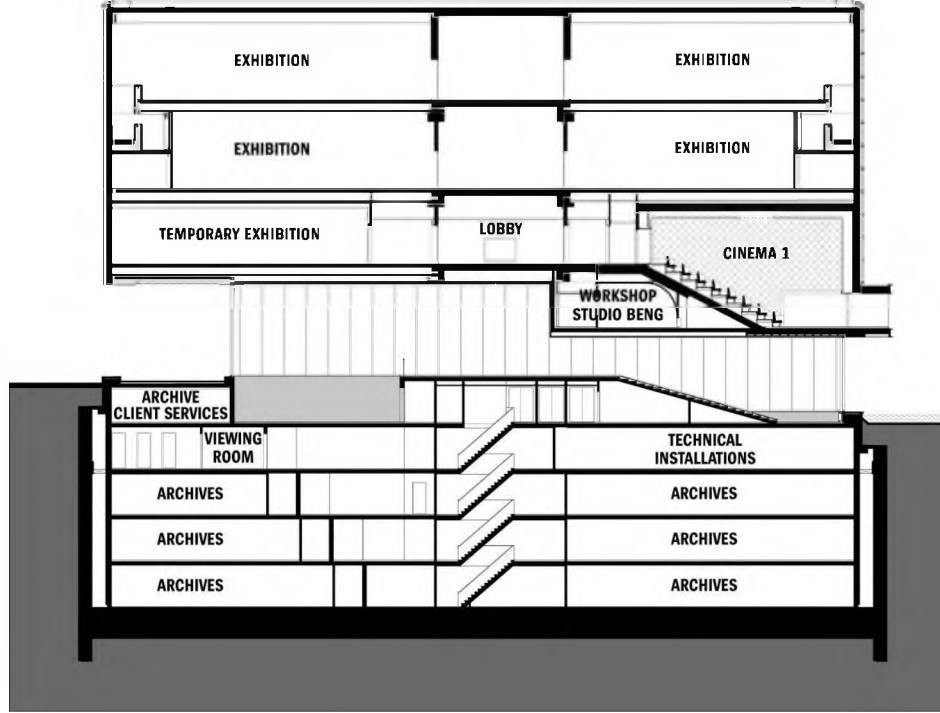 EXHIBITION
EXHIBITION
EXHIBITION
EXHIBITION
TEMPORARY EXHIBITION
LOBBY
CINEMA 1
WORKSHOP
STUDIO BENG
ARCHIVE
CLIENT SERVICES
VIEWING
ROOM
TECHNICAL
INSTALLATIONS
ARCHIVES
ARCHIVES
ARCHIVES
ARCHIVES
ARCHIVES
ARCHIVES